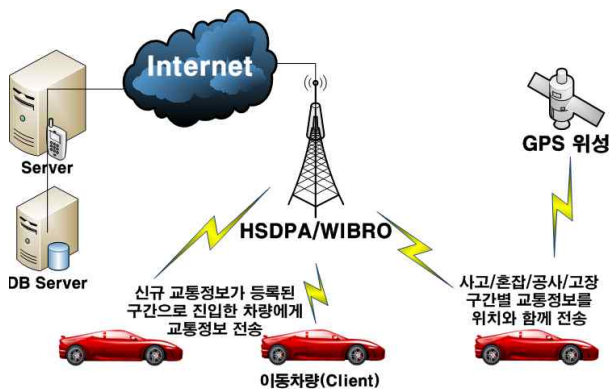 Internet
Server
DB Server
HSDPA/WIBRO
GPS 위성
신규 교통정보가 등록된
구간으로 진입한 차량에게
교통정보 전송
사고/혼잡/공사/고장
구간별 교통정보를
위치와 함께 전송
이동차량(Client)